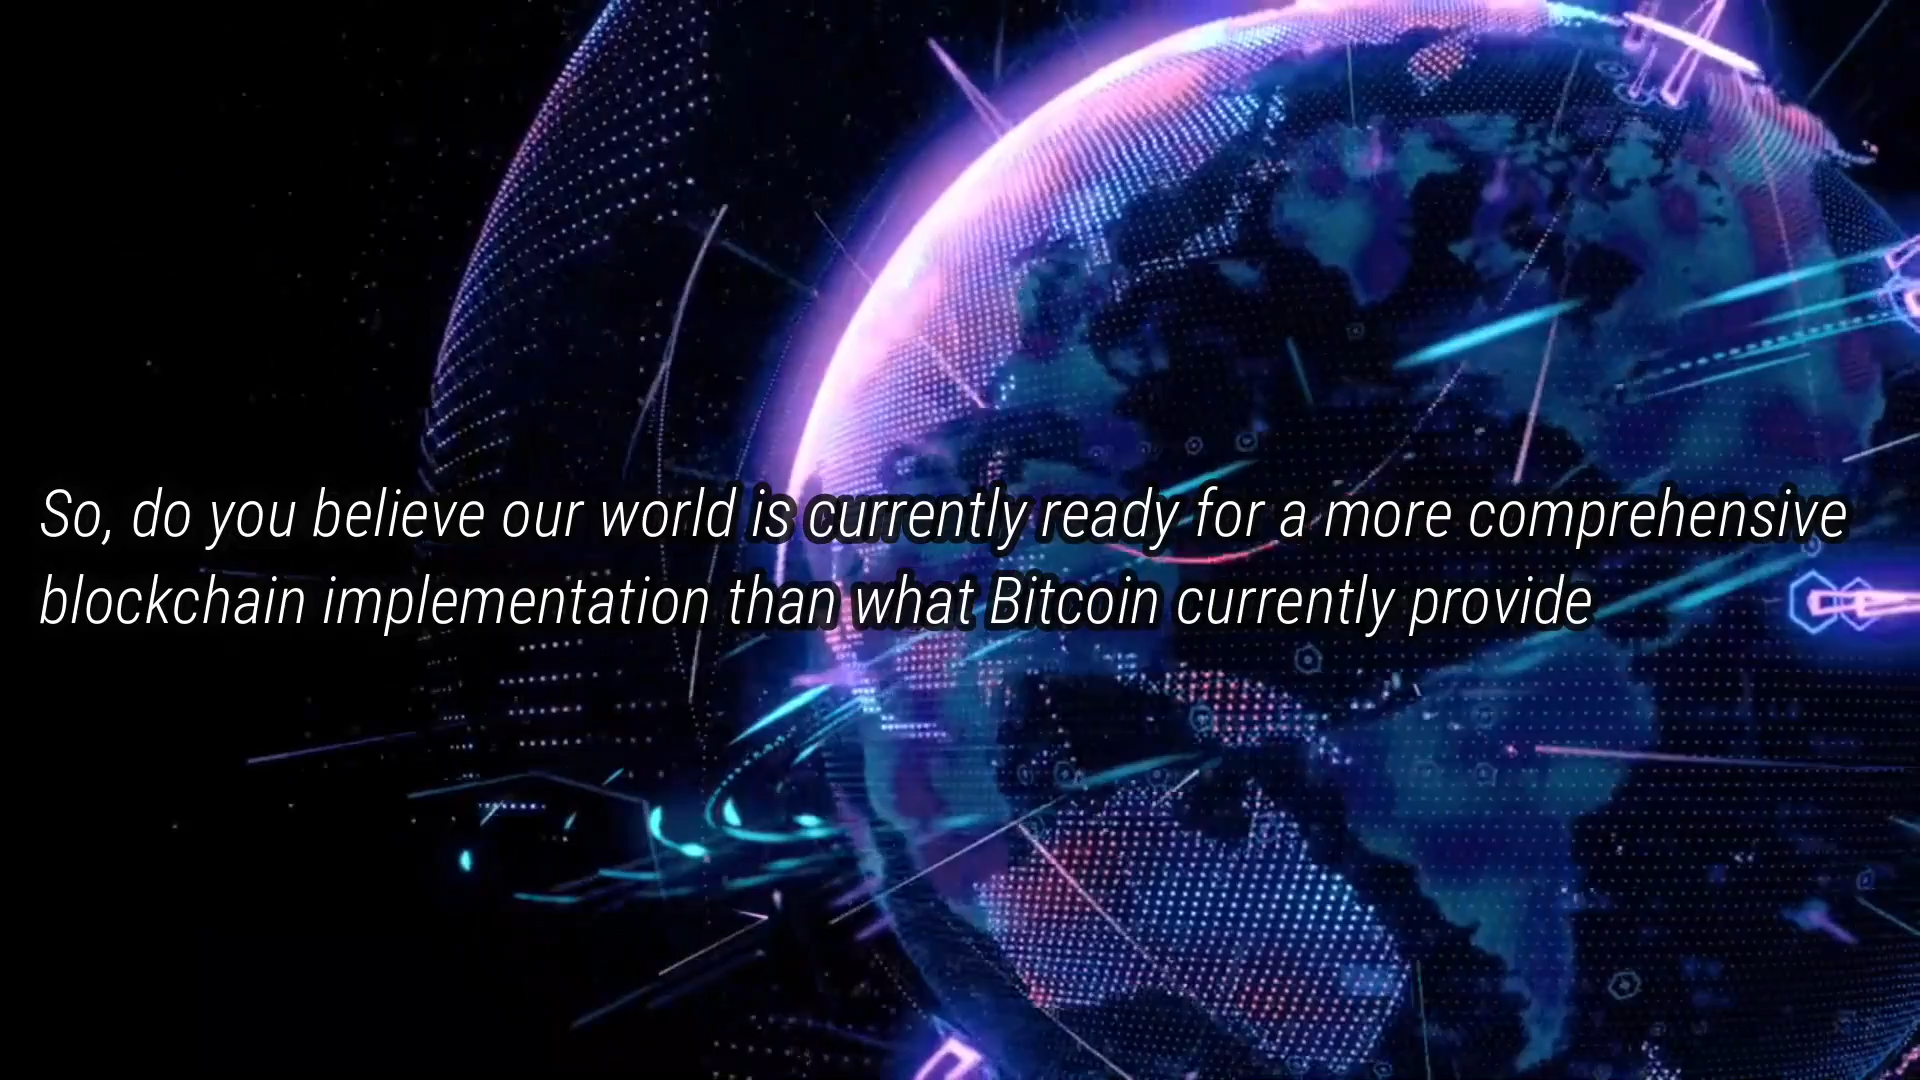 So, do you believe our world is currently ready for a more comprehensive
blockchain implementation than what Bitcoin currently provide